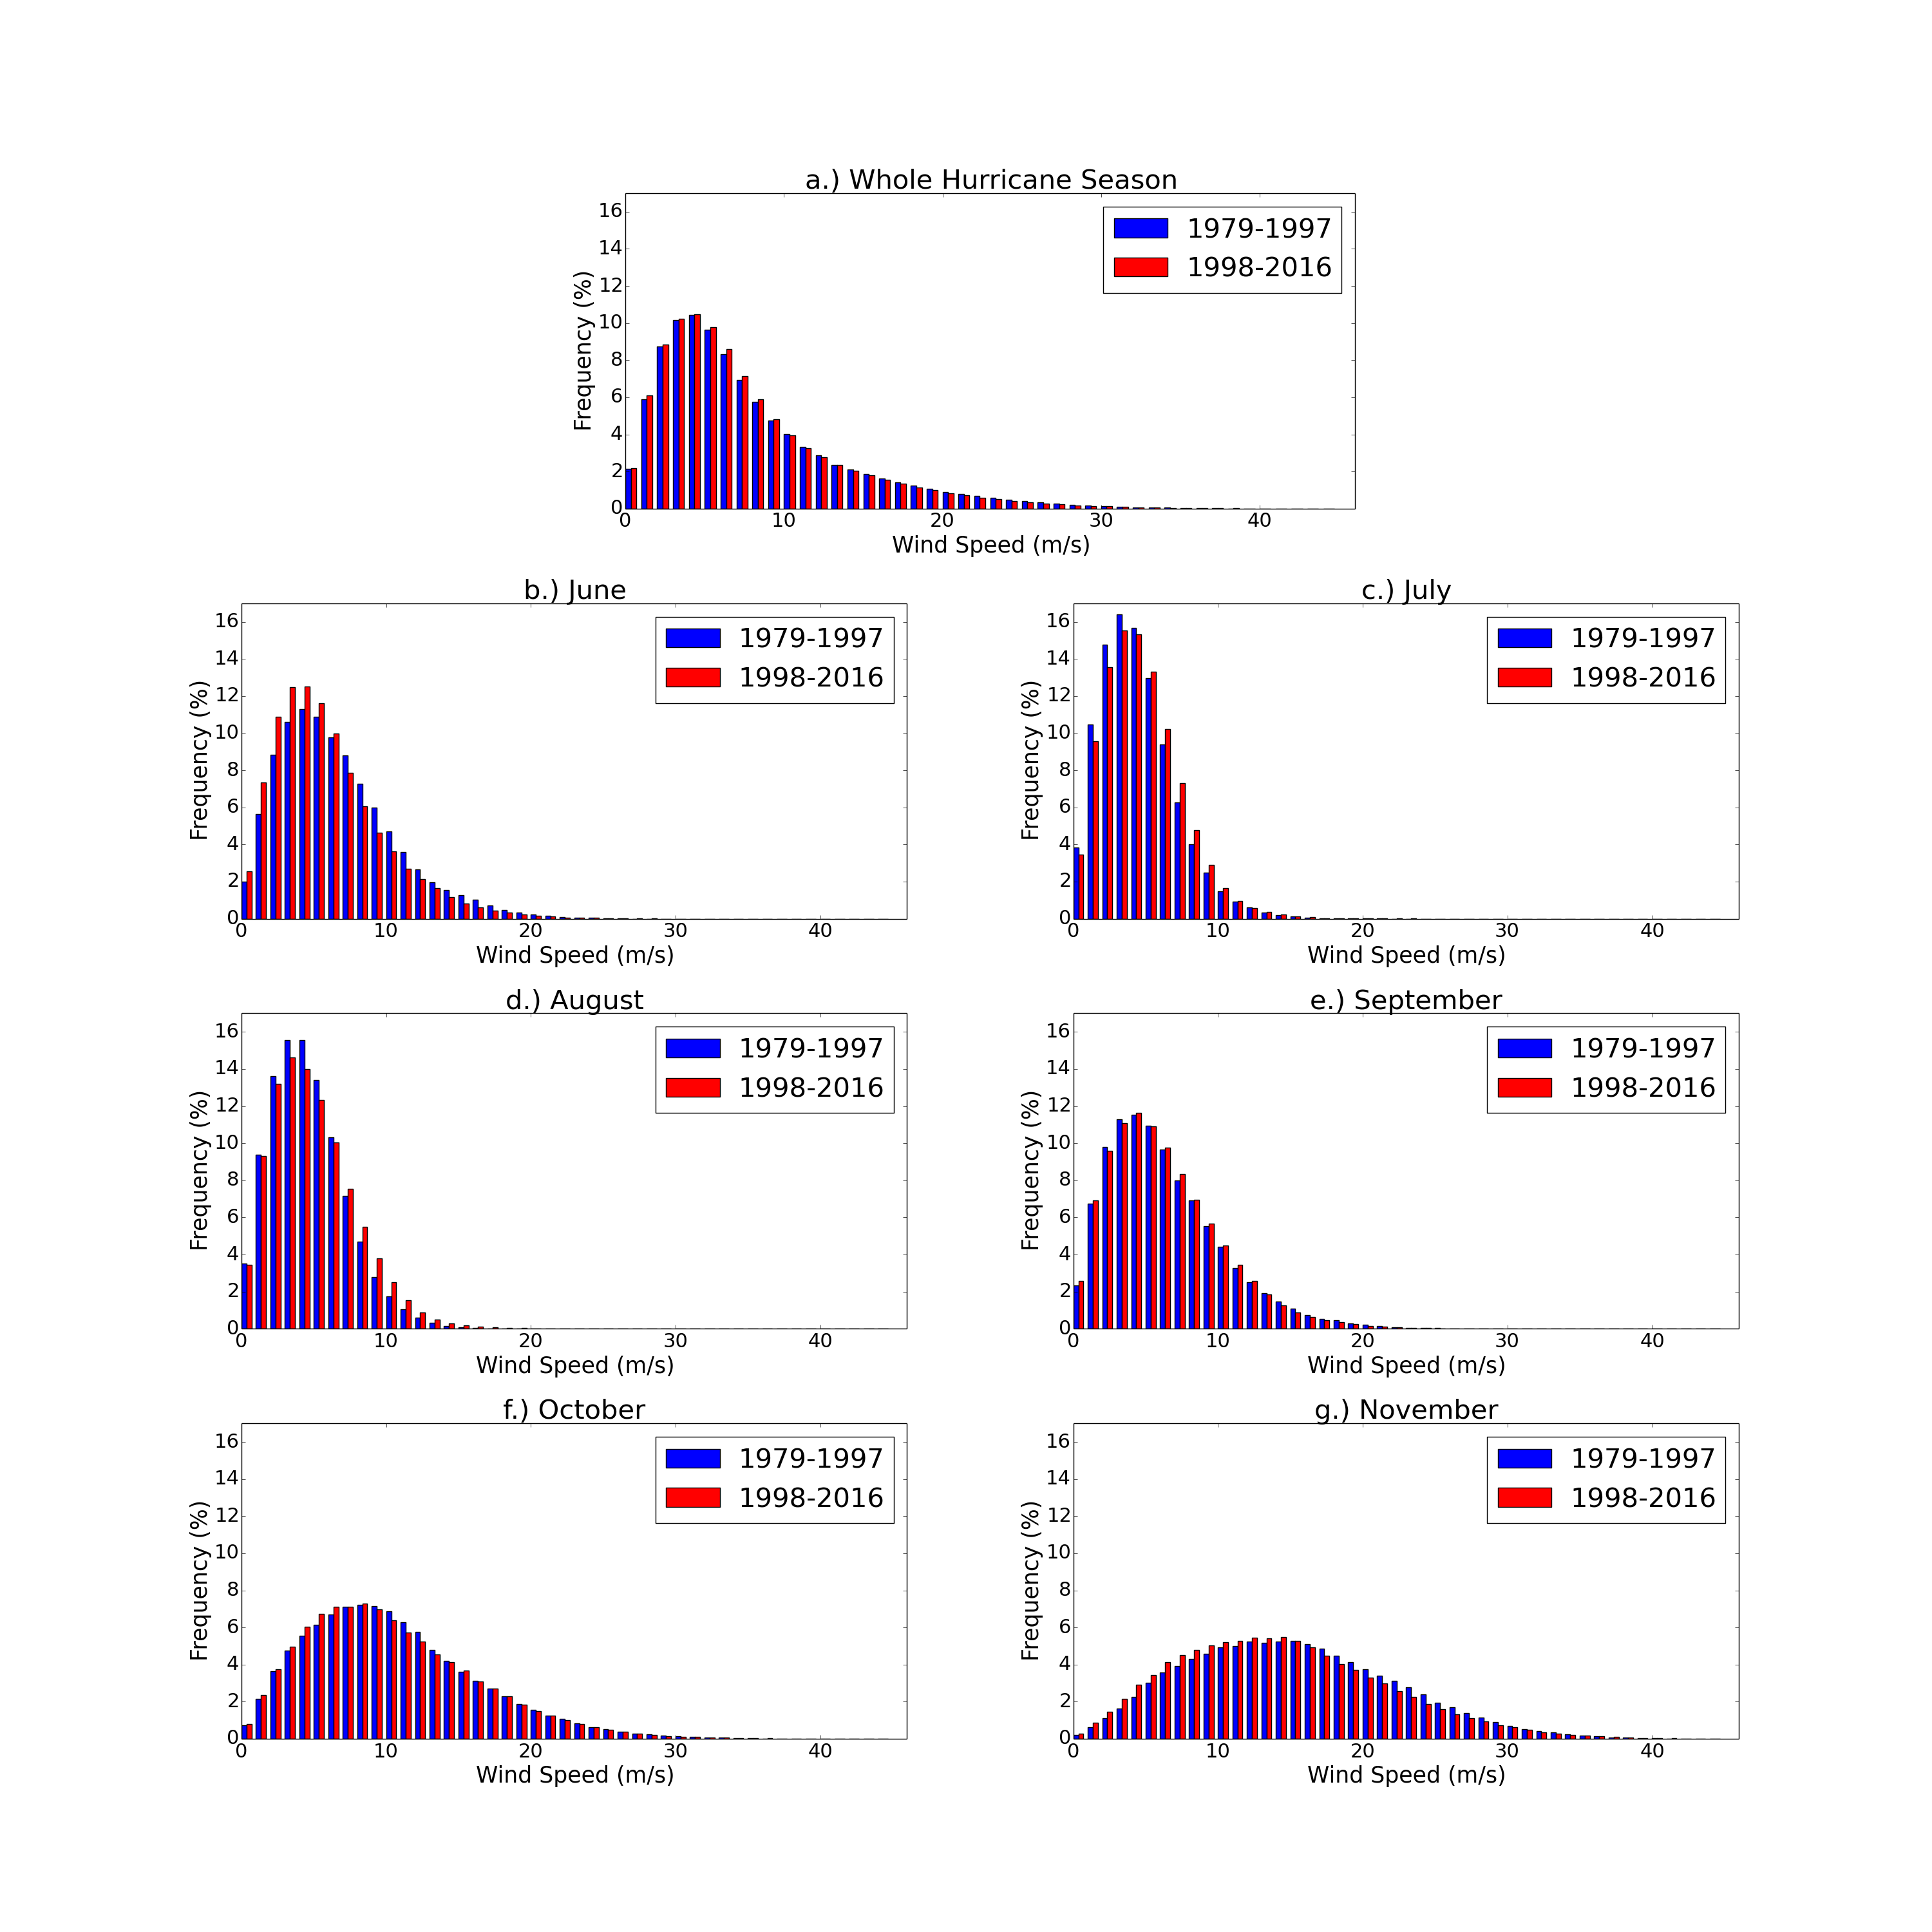 a.) Whole Hurricane Season
16
14
12
10
8
6
4
2
0
Frequency (%)
1979-1997
1998-2016
0 10 20 30 40
Wind Speed (m/s)
b.) June
16
14
12
10
8
6
4
2
0
Frequency (%)
1979-1997
1998-2016
0 10 20 30 40
Wind Speed (m/s)
c.) July
16
14
12
10
8
6
4
2
0
Frequency (%)
1979-1997
1998-2016
0 10 20 30 40
Wind Speed (m/s)
d.) August
16
14
12
10
8
6
4
2
0
Frequency (%)
1979-1997
1998-2016
0 10 20 30 40
Wind Speed (m/s)
e.) September
16
14
12
10
8
6
4
2
0
Frequency (%)
1979-1997
1998-2016
0 10 20 30 40
Wind Speed (m/s)
f.) October
16
14
12
10
8
6
4
2
0
Frequency (%)
1979-1997
1998-2016
0 10 20 30 40
Wind Speed (m/s)
g.) November
16
14
12
10
8
6
4
2
0
Frequency (%)
1979-1997
1998-2016
0 10 20 30 40
Wind Speed (m/s)